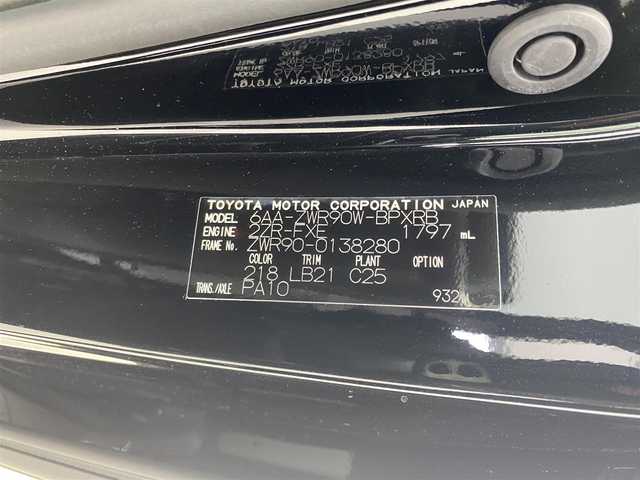 TOYOTA MOTOR CORPORATION JAPAN
MODEL 6AA-ZWR90W-BPXRB
ENGINE 2ZR-FXE 1797 mL
FRAME No. ZWR90-0138280
COLOR TRIM PLANT OPTION
218 LB21 C25
TRANS./AXLE PA10 932